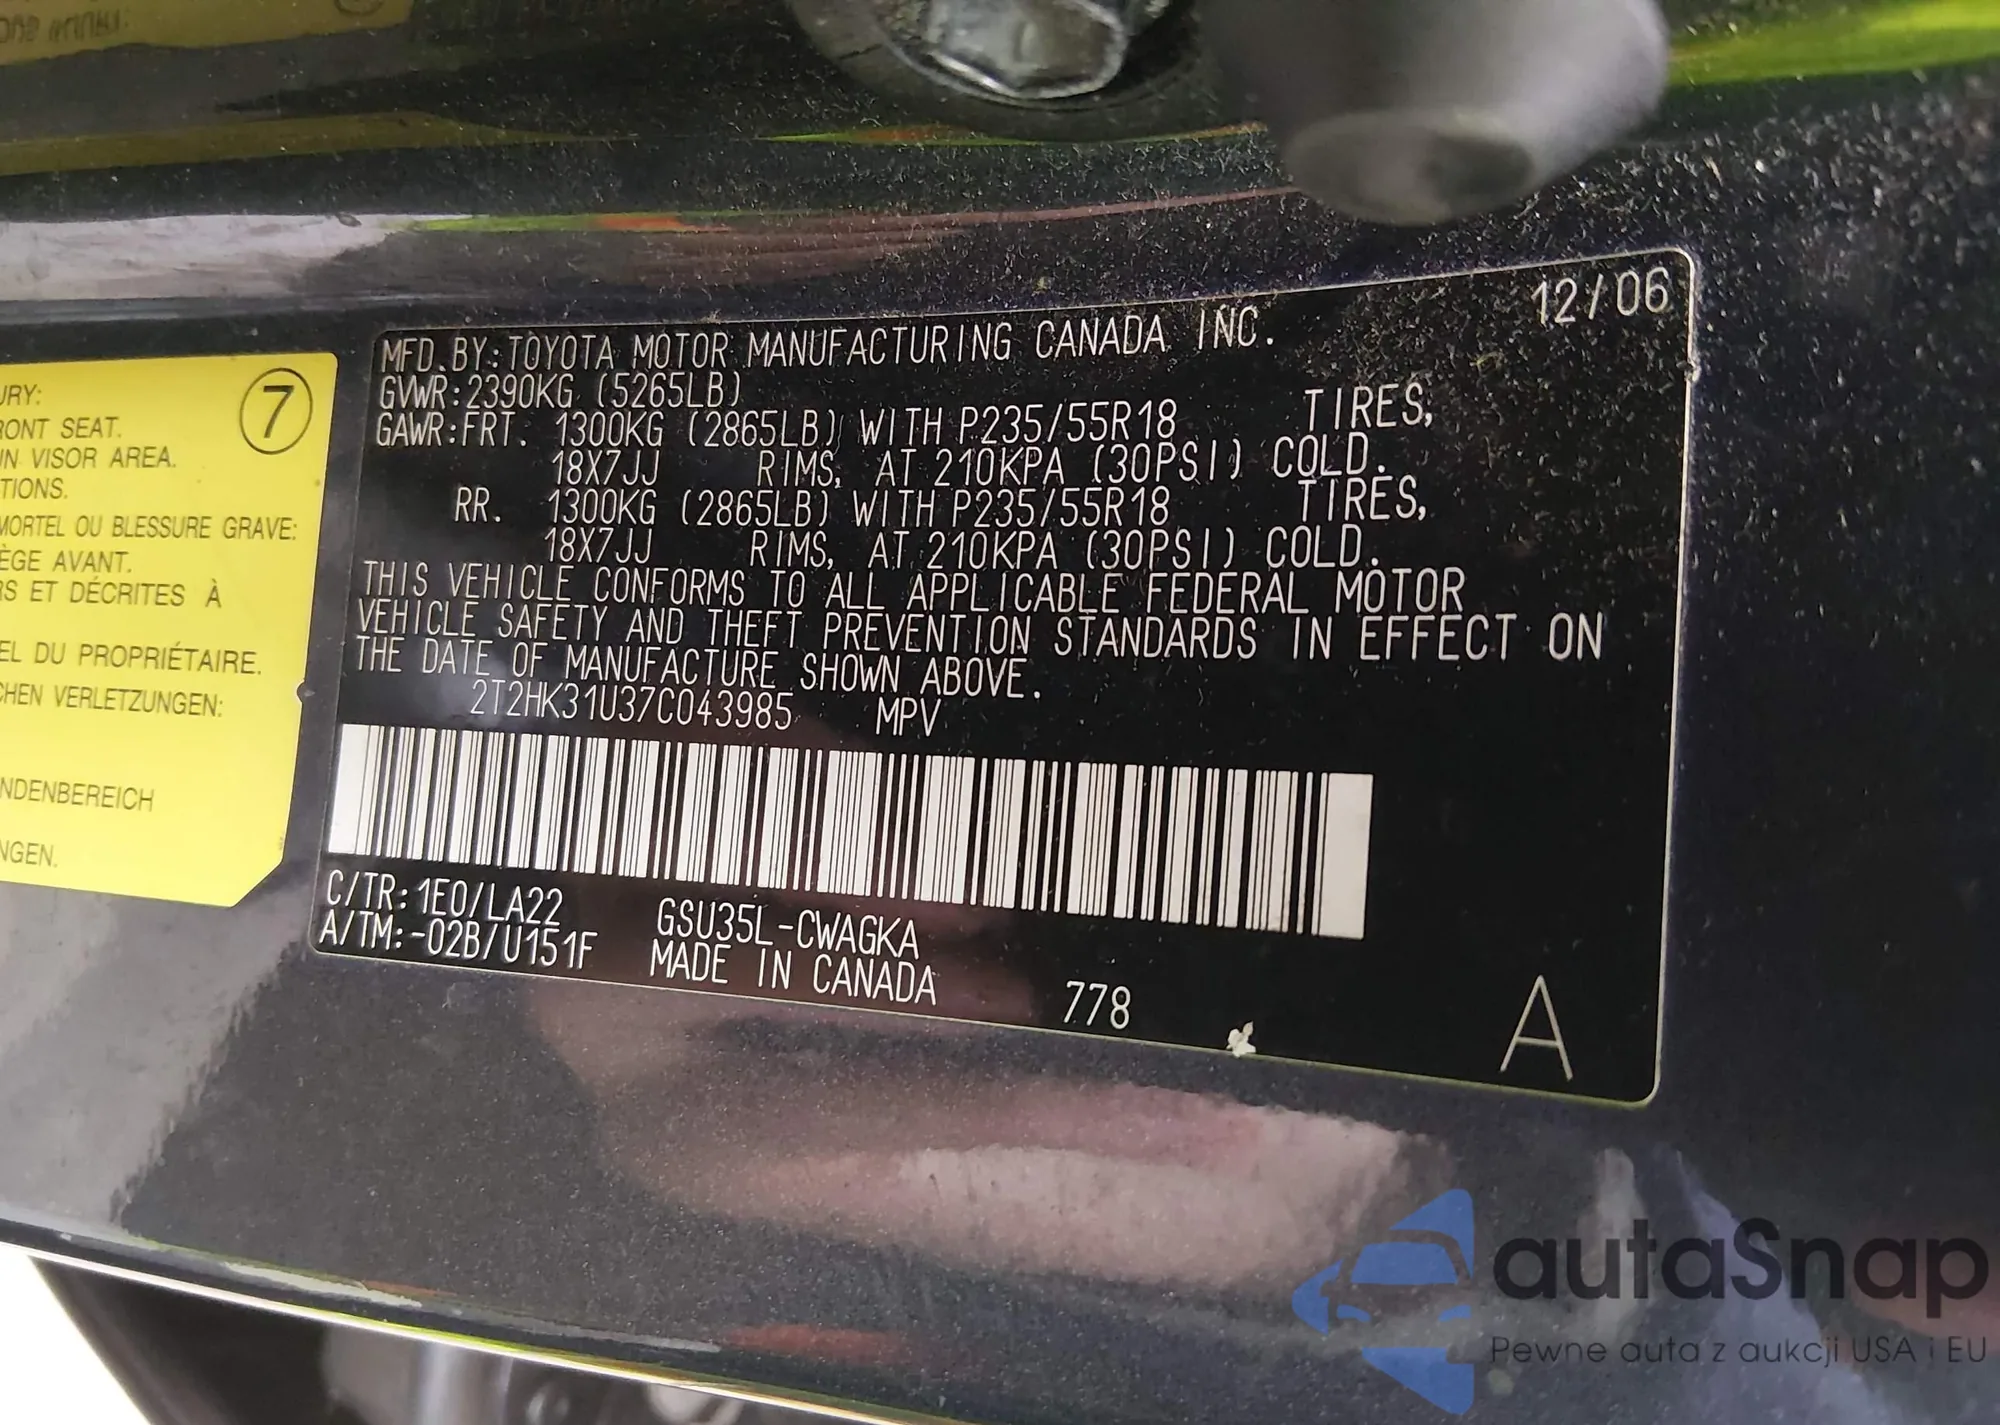 7
URY:
RONT SEAT.
IN VISOR AREA.
TIONS.
MORTEL OU BLESSURE GRAVE:
ÈGE AVANT.
RS ET DÉCRITES À
EL DU PROPRIÉTAIRE.
CHEN VERLETZUNGEN:
NDENBEREICH
NGEN.
12/06
MFD.BY:TOYOTA MOTOR MANUFACTURING CANADA INC.
GVWR:2390KG (5265LB)
GAWR:FRT. 1300KG (2865LB) WITH P235/55R18 TIRES,
18X7JJ RIMS, AT 210KPA (30PSI) COLD.
RR. 1300KG (2865LB) WITH P235/55R18 TIRES,
18X7JJ RIMS, AT 210KPA (30PSI) COLD.
THIS VEHICLE CONFORMS TO ALL APPLICABLE FEDERAL MOTOR
VEHICLE SAFETY AND THEFT PREVENTION STANDARDS IN EFFECT ON
THE DATE OF MANUFACTURE SHOWN ABOVE.
2T2HK31U37C043985 MPV
C/TR:1E0/LA22 GSU35L-CWAGKA
A/TM:-02B/U151F MADE IN CANADA
778
A
autaSnap
Pewne auta z aukcji USA i EU